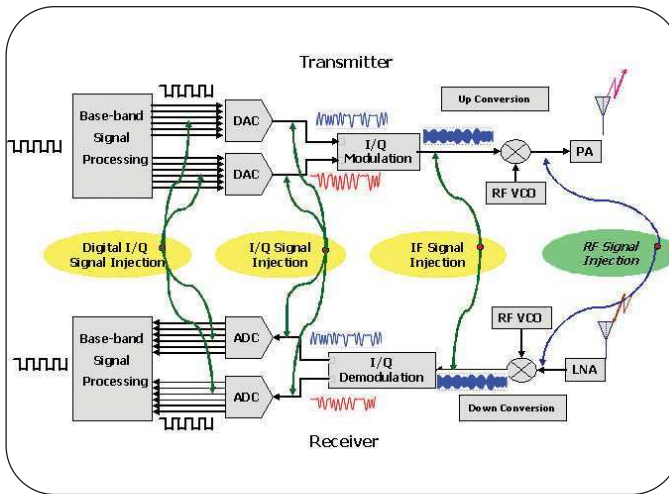 Transmitter
Base-band
Signal
Processing
DAC
DAC
I/Q
Modulation
Up Conversion
RF VCO
PA
Digital I/Q
Signal Injection
I/Q Signal
Injection
IF Signal
Injection
RF Signal
Injection
Base-band
Signal
Processing
ADC
ADC
I/Q
Demodulation
RF VCO
LNA
Down Conversion
Receiver